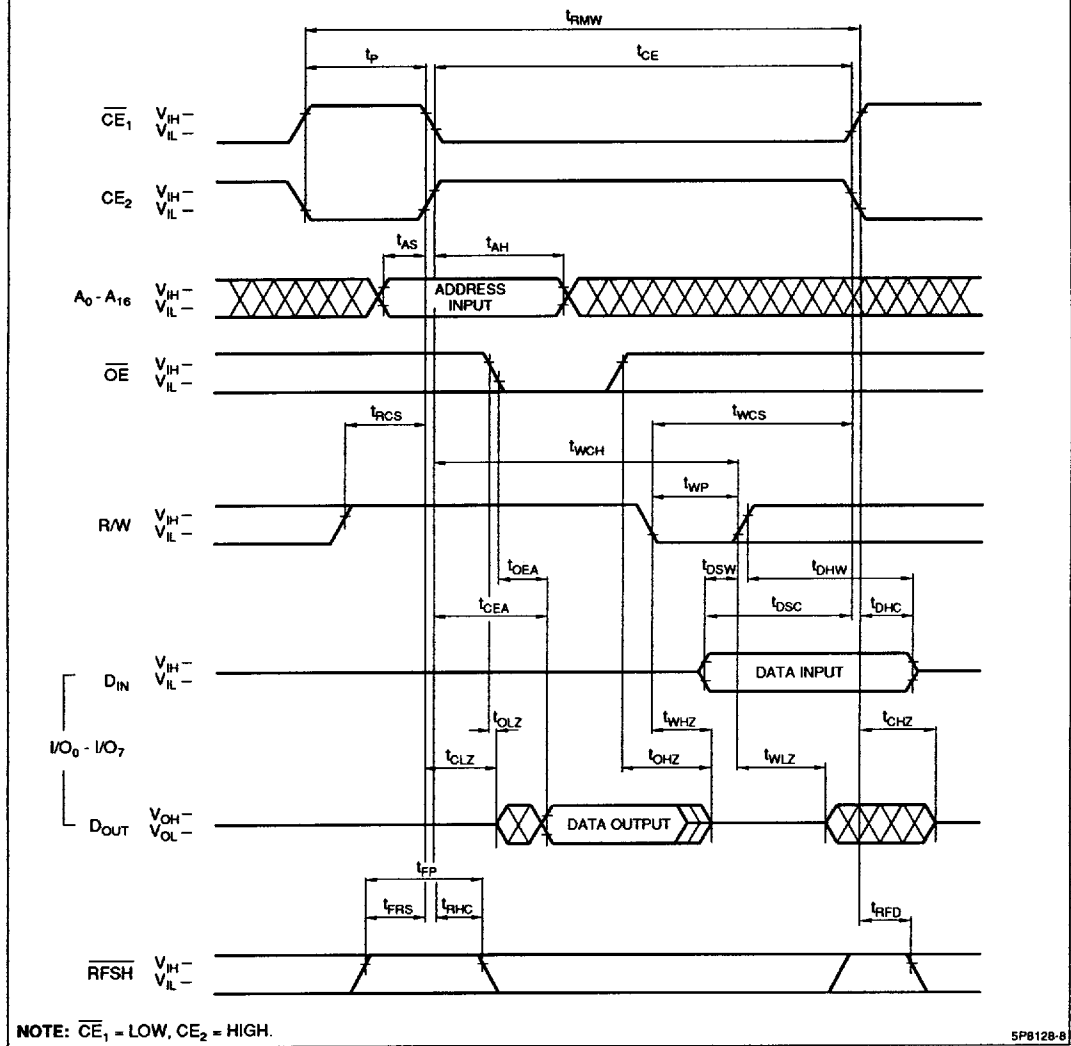 tRMW
tP
tCE
CE1 VIH
VIL
CE2 VIH
VIL
tAS
tAH
A0 - A16 VIH
VIL
ADDRESS
INPUT
OE VIH
VIL
tRCS
tWCS
tWCH
tWP
R/W VIH
VIL
tOEA
tDSW
tDHW
tCEA
tDSC
tDHC
DIN VIH
VIL
DATA INPUT
I/O0 - I/O7
tOLZ
tWHZ
tCHZ
tCLZ
tOHZ
tWLZ
DOUT VOH
VOL
DATA OUTPUT
tFP
tFRS
tRHC
tRFD
RFSH VIH
VIL
NOTE: CE1 = LOW, CE2 = HIGH.
5P8128-8